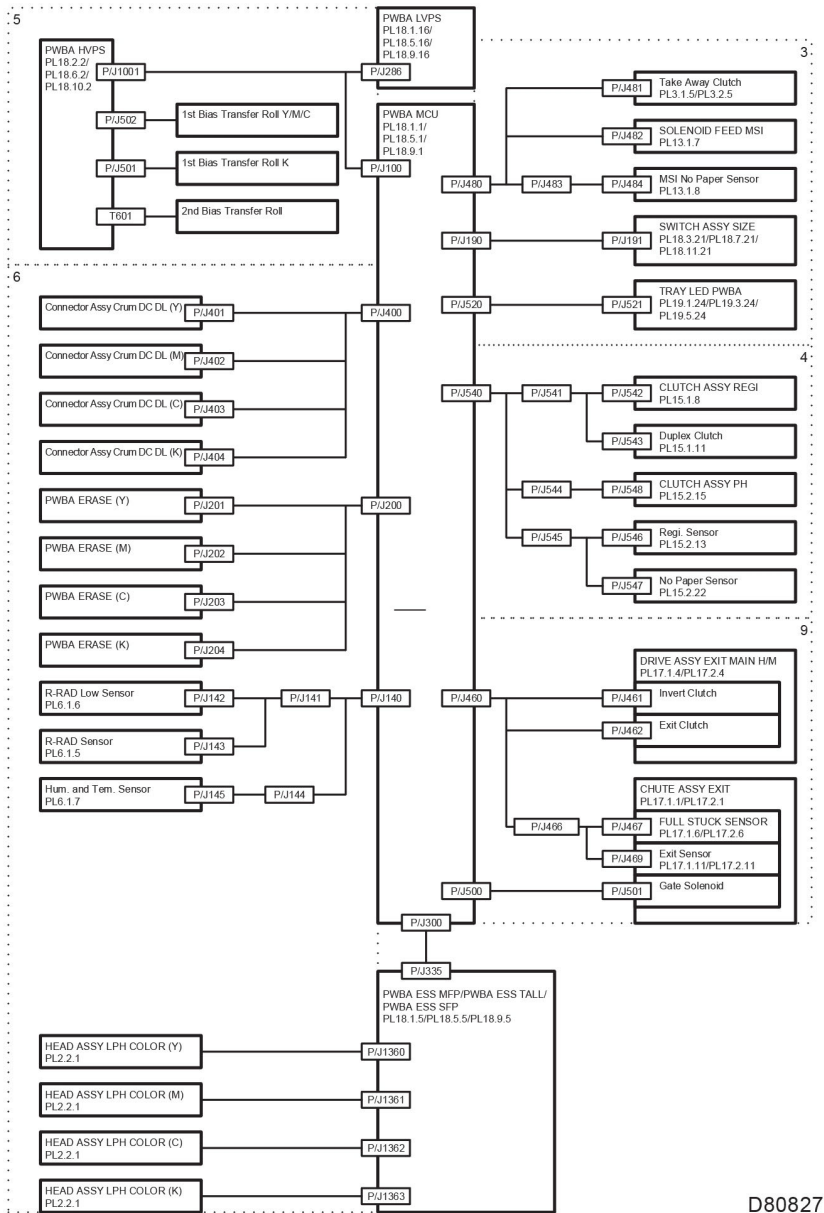 5
PWBA LVPS
PL18.1.16/
PL18.5.16/
PL18.9.16
P/J286
PWBA HVPS
PL18.2.2/
PL18.6.2/
PL18.10.2
P/J1001
P/J502
1st Bias Transfer Roll Y/M/C
P/J501
1st Bias Transfer Roll K
T601
2nd Bias Transfer Roll
PWBA MCU
PL18.1.1/
PL18.5.1/
PL18.9.1
P/J100
3
P/J480
P/J481
Take Away Clutch
PL3.1.5/PL3.2.5
P/J482
SOLENOID FEED MSI
PL13.1.7
P/J483
P/J484
MSI No Paper Sensor
PL13.1.8
P/J190
P/J191
SWITCH ASSY SIZE
PL18.3.21/PL18.7.21/
PL18.11.21
P/J520
P/J521
TRAY LED PWBA
PL19.1.24/PL19.3.24/
PL19.5.24
6
Connector Assy Crum DC DL (Y)
P/J401
P/J400
Connector Assy Crum DC DL (M)
P/J402
Connector Assy Crum DC DL (C)
P/J403
Connector Assy Crum DC DL (K)
P/J404
PWBA ERASE (Y)
P/J201
P/J200
PWBA ERASE (M)
P/J202
PWBA ERASE (C)
P/J203
PWBA ERASE (K)
P/J204
R-RAD Low Sensor
PL6.1.6
P/J142
P/J141
P/J140
R-RAD Sensor
PL6.1.5
P/J143
Hum. and Tem. Sensor
PL6.1.7
P/J145
P/J144
4
P/J540
P/J541
P/J542
CLUTCH ASSY REGI
PL15.1.8
P/J543
Duplex Clutch
PL15.1.11
P/J544
P/J548
CLUTCH ASSY PH
PL15.2.15
P/J545
P/J546
Regi. Sensor
PL15.2.13
P/J547
No Paper Sensor
PL15.2.22
9
DRIVE ASSY EXIT MAIN H/M
PL17.1.4/PL17.2.4
P/J460
P/J461
Invert Clutch
P/J462
Exit Clutch
CHUTE ASSY EXIT
PL17.1.1/PL17.2.1
P/J466
P/J467
FULL STUCK SENSOR
PL17.1.6/PL17.2.6
P/J469
Exit Sensor
PL17.1.11/PL17.2.11
P/J500
P/J501
Gate Solenoid
P/J300
P/J335
PWBA ESS MFP/PWBA ESS TALL/
PWBA ESS SFP
PL18.1.5/PL18.5.5/PL18.9.5
HEAD ASSY LPH COLOR (Y)
PL2.2.1
P/J1360
HEAD ASSY LPH COLOR (M)
PL2.2.1
P/J1361
HEAD ASSY LPH COLOR (C)
PL2.2.1
P/J1362
HEAD ASSY LPH COLOR (K)
PL2.2.1
P/J1363
D80827